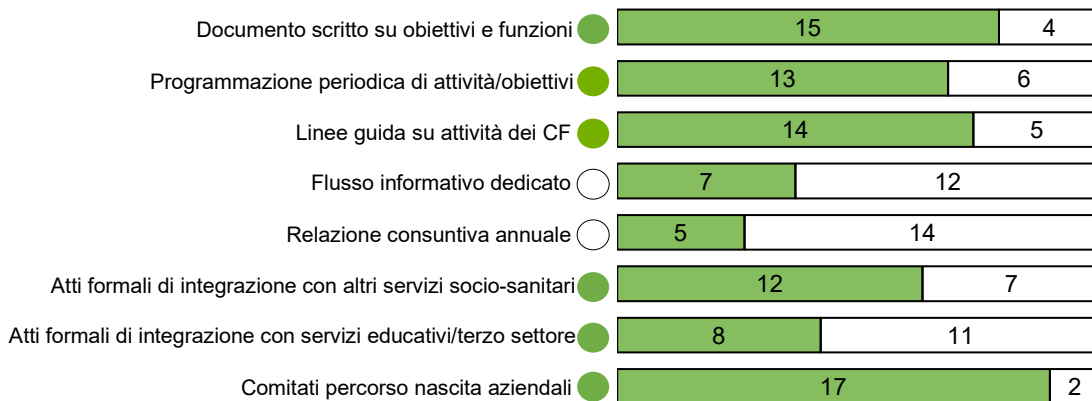 Documento scritto su obiettivi e funzioni 15 4
Programmazione periodica di attività/obiettivi 13 6
Linee guida su attività dei CF 14 5
Flusso informativo dedicato 7 12
Relazione consuntiva annuale 5 14
Atti formali di integrazione con altri servizi socio-sanitari 12 7
Atti formali di integrazione con servizi educativi/terzo settore 8 11
Comitati percorso nascita aziendali 17 2